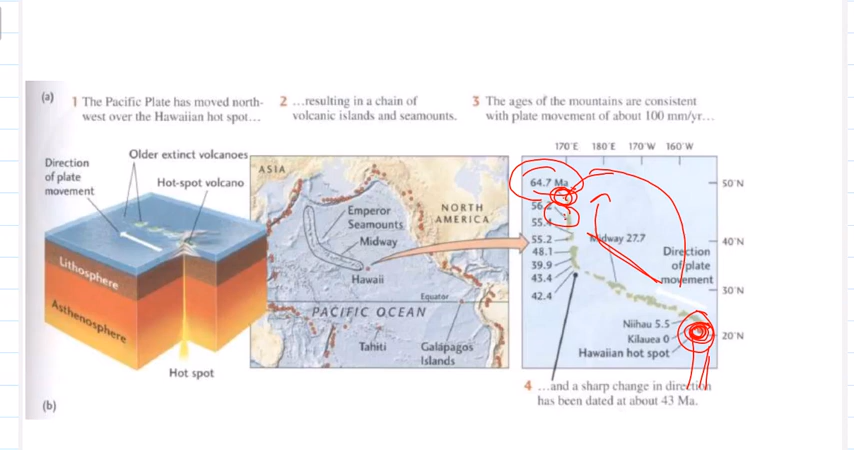 (a)
1 The Pacific Plate has moved north-
west over the Hawaiian hot spot…
2 …resulting in a chain of
volcanic islands and seamounts.
3 The ages of the mountains are consistent
with plate movement of about 100 mm/yr…
Direction
of plate
movement
Older extinct volcanoes
Hot-spot volcano
Lithosphere
Asthenosphere
Hot spot
ASIA
NORTH
AMERICA
Emperor
Seamounts
Midway
Hawaii
Equator
PACIFIC OCEAN
Tahiti
Galápagos
Islands
170°E 180°E 170°W 160°W
50°N
40°N
30°N
20°N
64.7 Ma
55.2
48.1
39.9
43.4
42.4
Midway 27.7
Direction
of plate
movement
Niihau 5.5
Kilauea 0
Hawaiian hot spot
4 …and a sharp change in direction
has been dated at about 43 Ma.
(b)